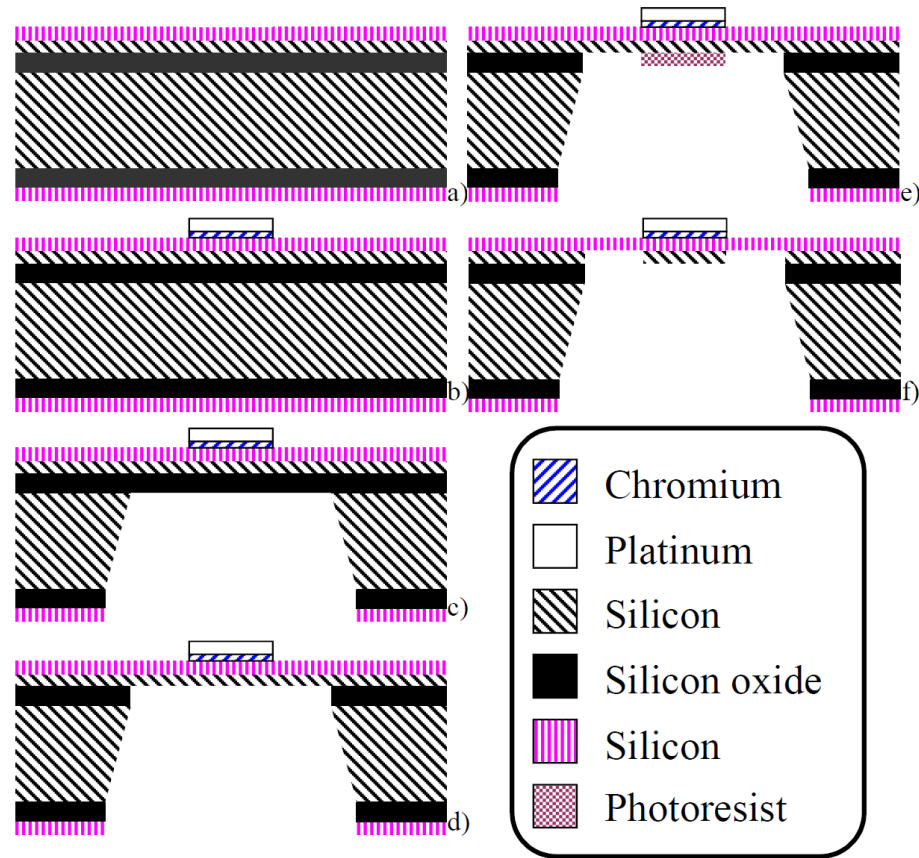 a)
b)
c)
d)
e)
f)
Chromium
Platinum
Silicon
Silicon oxide
Silicon
Photoresist